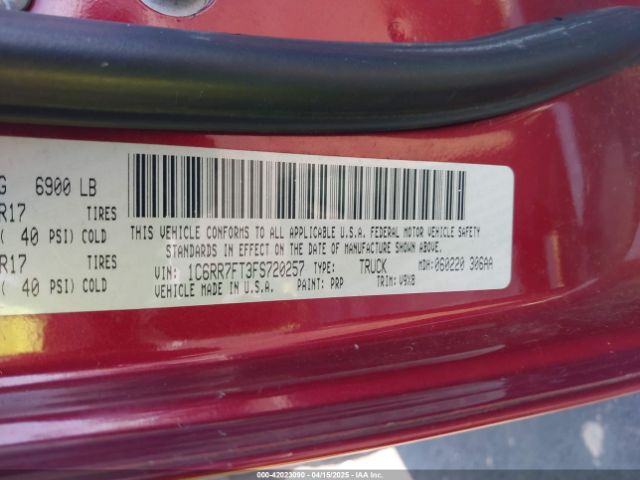 G 6900 LB
R17 TIRES
( 40 PSI) COLD
R17 TIRES
( 40 PSI) COLD
THIS VEHICLE CONFORMS TO ALL APPLICABLE U.S.A. FEDERAL MOTOR VEHICLE SAFETY
STANDARDS IN EFFECT ON THE DATE OF MANUFACTURE SHOWN ABOVE.
VIN: 1C6RR7FT3FS720257 TYPE: TRUCK MDH: 060220 306AA
VEHICLE MADE IN U.S.A. PAINT: PRP TRIM: V9X8
000-42023090 - 04/15/2025 - IAAI.COM